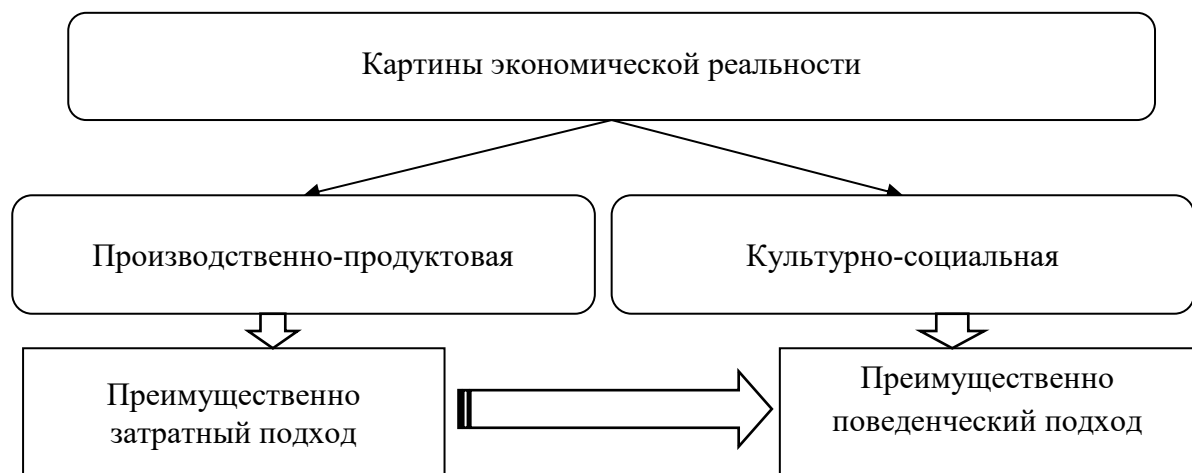 Картины экономической реальности
Производственно-продуктовая
Культурно-социальная
Преимущественно
затратный подход
Преимущественно
поведенческий подход